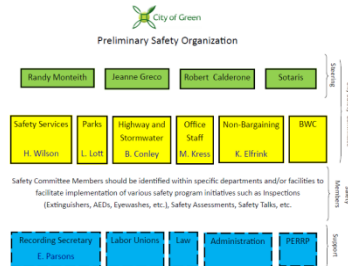 City of Green
Preliminary Safety Organization
Randy Monteith
Jeanne Greco
Robert Calderone
Sotaris
Steering
Safety Services
H. Wilson
Parks
L. Lott
Highway and
Stormwater
B. Conley
Office
Staff
M. Kress
Non-Bargaining
K. Elfrink
BWC
Safety Committee Members should be identified within specific departments and/or facilities to
facilitate implementation of various safety program initiatives such as Inspections
(Extinguishers, AEDs, Eyewashes, etc.), Safety Assessments, Safety Talks, etc.
Members
Recording Secretary
E. Parsons
Labor Unions
Law
Administration
PERRP
Support